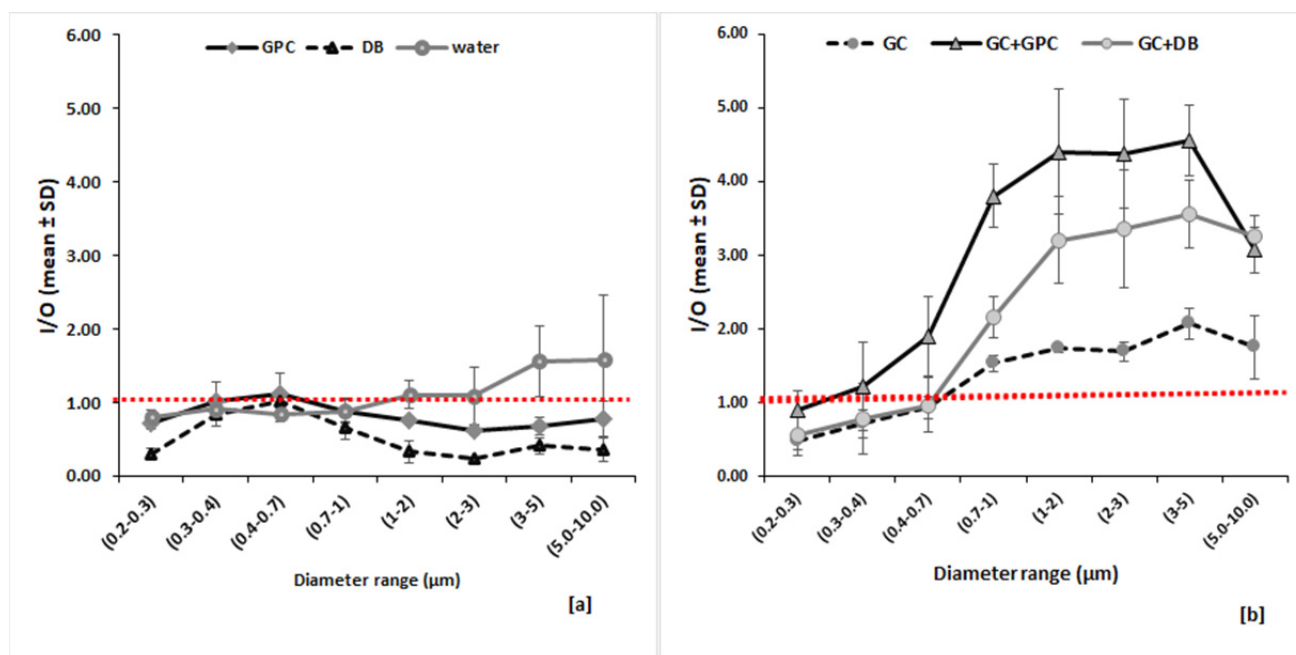 6.00
5.00
4.00
3.00
2.00
1.00
0.00
I/O (mean ± SD)
GPC DB water
(0.2-0.3) (0.3-0.4) (0.4-0.7) (0.7-1) (1-2) (2-3) (3-5) (5.0-10.0)
Diameter range (µm)
[a]
6.00
5.00
4.00
3.00
2.00
1.00
0.00
I/O (mean ± SD)
GC GC+GPC GC+DB
(0.2-0.3) (0.3-0.4) (0.4-0.7) (0.7-1) (1-2) (2-3) (3-5) (5.0-10.0)
Diameter range (µm)
[b]